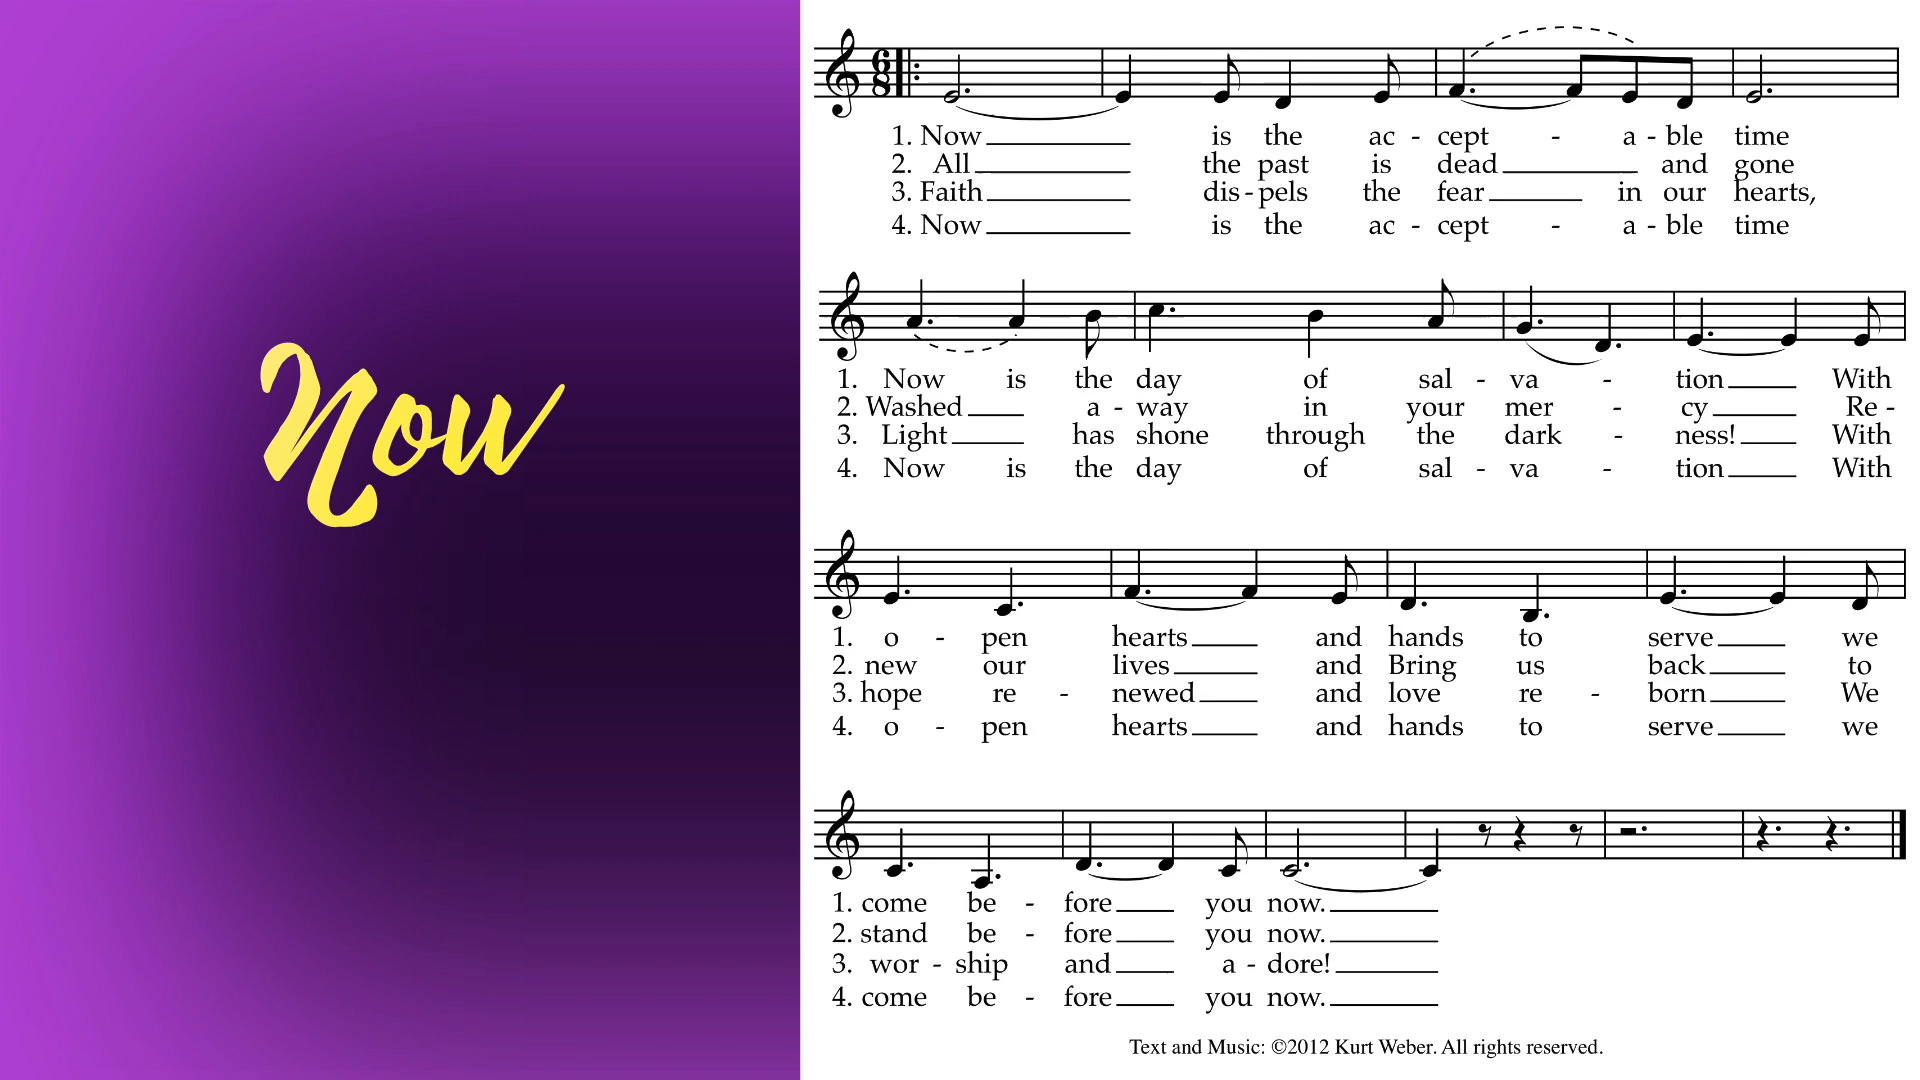 Now
6
8
1. Now is the ac - cept - a - ble time
2. All the past is dead and gone
3. Faith dis - pels the fear in our hearts,
4. Now is the ac - cept - a - ble time
1. Now is the day of sal - va - tion With
2. Washed a - way in your mer - cy Re -
3. Light has shone through the dark - ness! With
4. Now is the day of sal - va - tion With
1. o - pen hearts and hands to serve we
2. new our lives and Bring us back to
3. hope re - newed and love re - born We
4. o - pen hearts and hands to serve we
1. come be - fore you now.
2. stand be - fore you now.
3. wor - ship and a - dore!
4. come be - fore you now.
Text and Music: ©2012 Kurt Weber. All rights reserved.